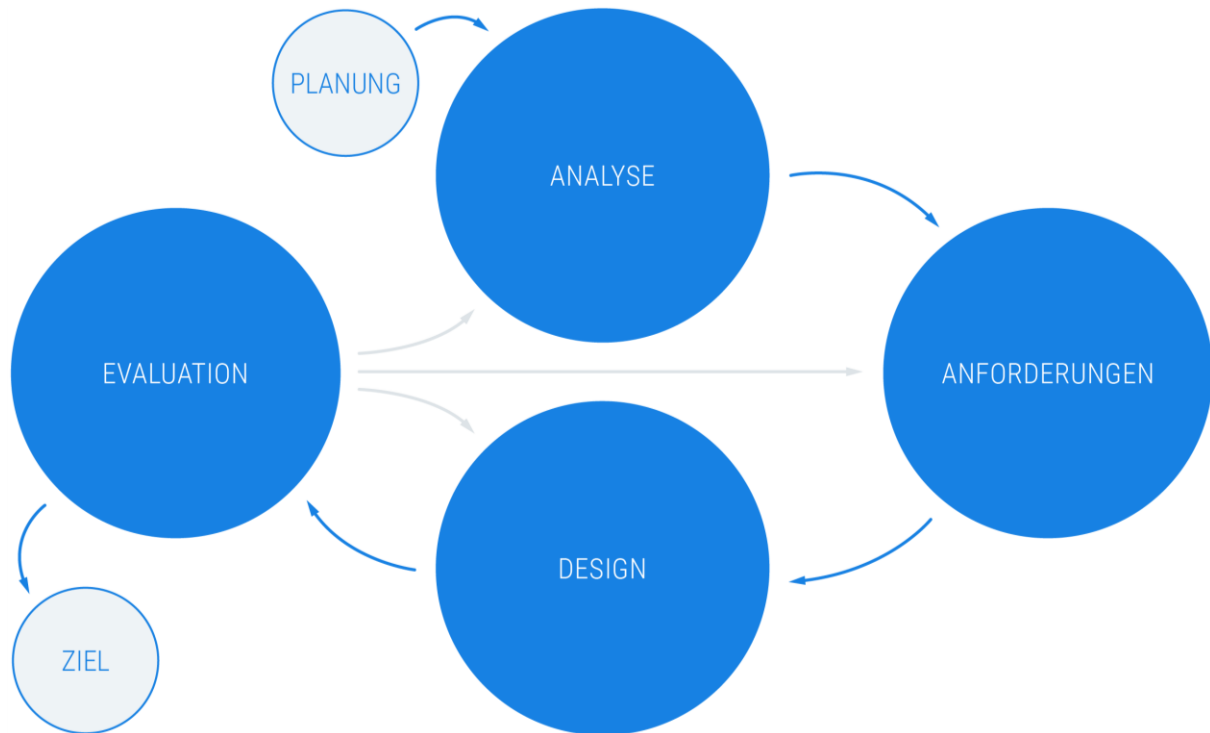 PLANUNG
ANALYSE
EVALUATION
ANFORDERUNGEN
DESIGN
ZIEL